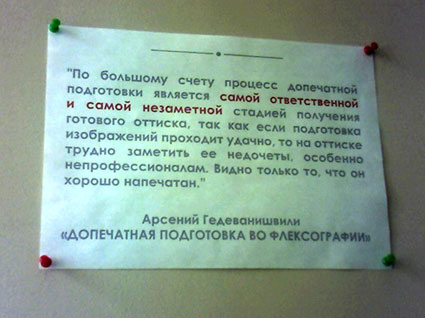 "По большому счету процесс допечатной
подготовки является самой ответственной
и самой незаметной стадией получения
готового оттиска, так как если подготовка
изображений проходит удачно, то на оттиске
трудно заметить ее недочеты, особенно
непрофессионалам. Видно только то, что он
хорошо напечатан."
Арсений Гедеванишвили
«ДОПЕЧАТНАЯ ПОДГОТОВКА ВО ФЛЕКСОГРАФИИ»